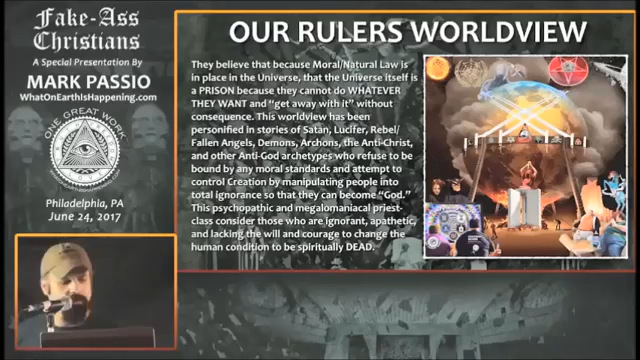 Fake-Ass
Christians
A Special Presentation By
MARK PASSIO
WhatOnEarthIsHappening.com
ONE GREAT WORK
Philadelphia, PA
June 24, 2017
OUR RULERS WORLDVIEW
They believe that because Moral/Natural Law is
in place in the Universe, that the Universe itself is
a PRISON because they cannot do WHATEVER
THEY WANT and “get away with it” without
consequence. This worldview has been
personified in stories of Satan, Lucifer, Rebel/
Fallen Angels, Demons, Archons, the Anti-Christ,
and other Anti-God archetypes who refuse to be
bound by any moral standards and attempt to
control Creation by manipulating people into
total ignorance so that they can become “God.”
This psychopathic and megalomaniacal priest-
class consider those who are ignorant, apathetic,
and lacking the will and courage to change the
human condition to be spiritually DEAD.